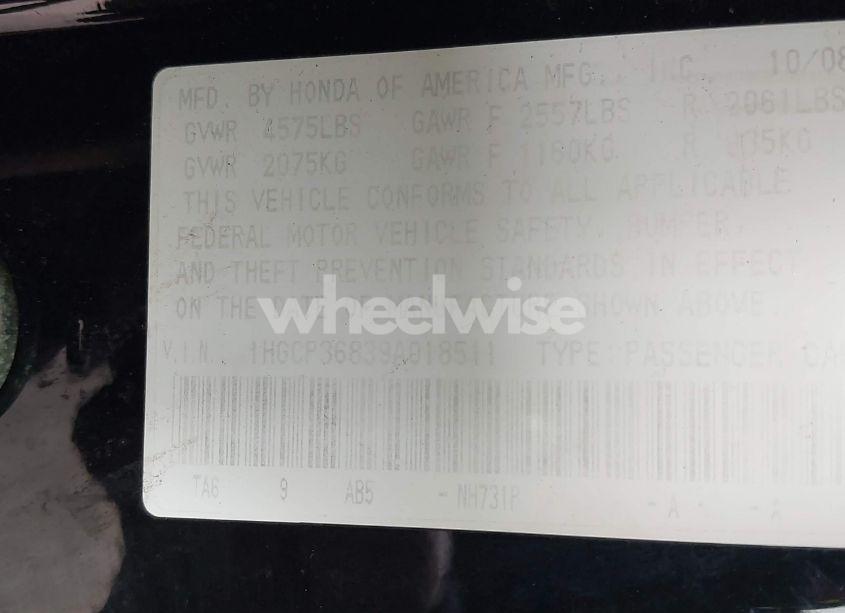 MFD. BY HONDA OF AMERICA MFG., INC. 10/08
GVWR 4575LBS GAWR F 2557LBS R 2061LBS
GVWR 2075KG GAWR F 1160KG R
THIS VEHICLE CONFORMS TO ALL APPLICABLE
FEDERAL MOTOR VEHICLE SAFETY, BUMPER,
AND THEFT PREVENTION STANDARDS IN EFFECT
ON THE DATE OF SHOWN ABOVE.
wheelwise
V.I.N. 1HGCP36839A018511 TYPE:PASSENGER
TA6 9 AB5 - NH731P - A - A